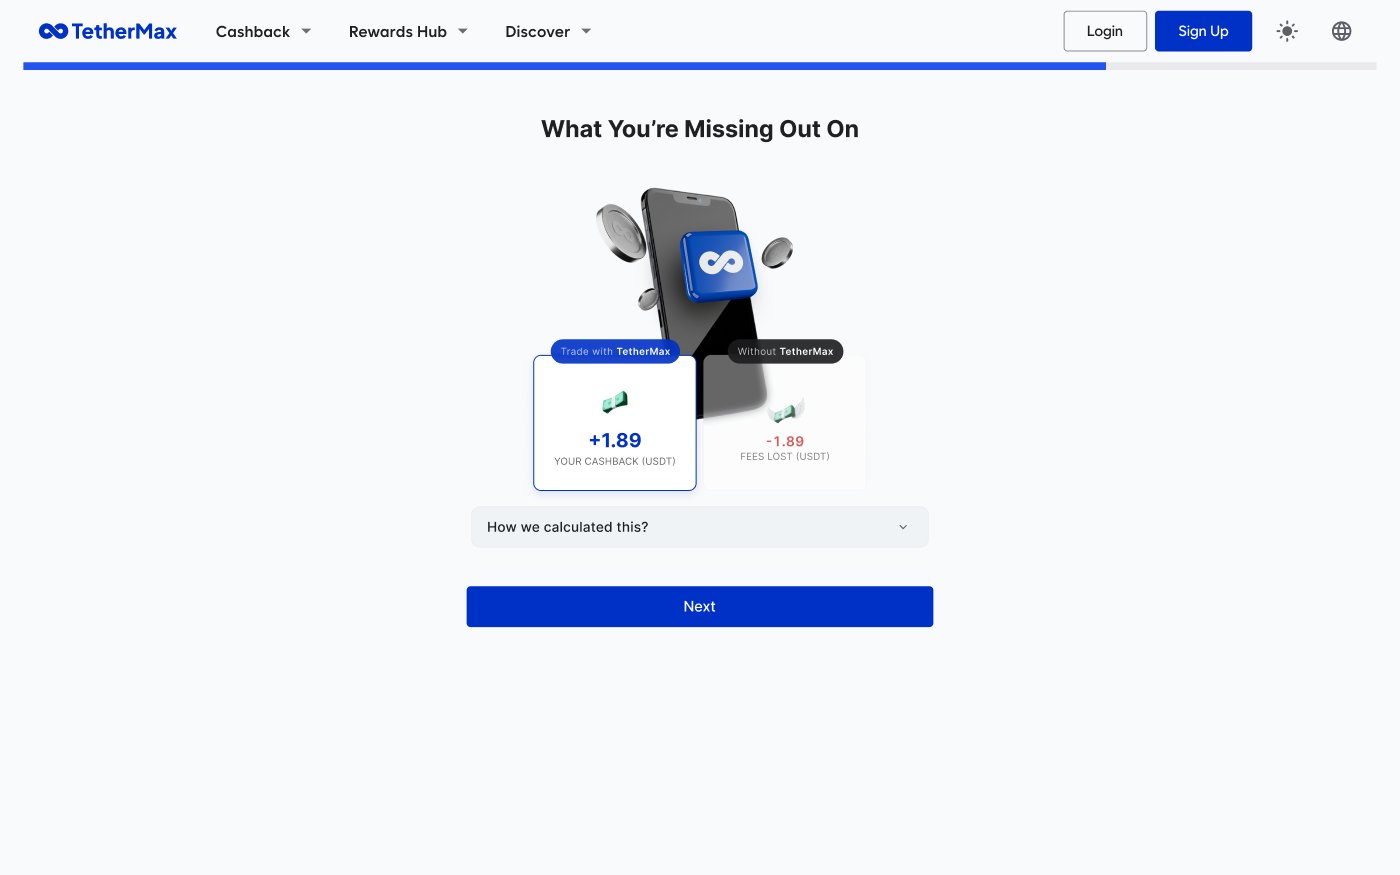 TetherMax
Cashback
Rewards Hub
Discover
Login
Sign Up
What You’re Missing Out On
Trade with TetherMax
Without TetherMax
+1.89
YOUR CASHBACK (USDT)
-1.89
FEES LOST (USDT)
How we calculated this?
Next